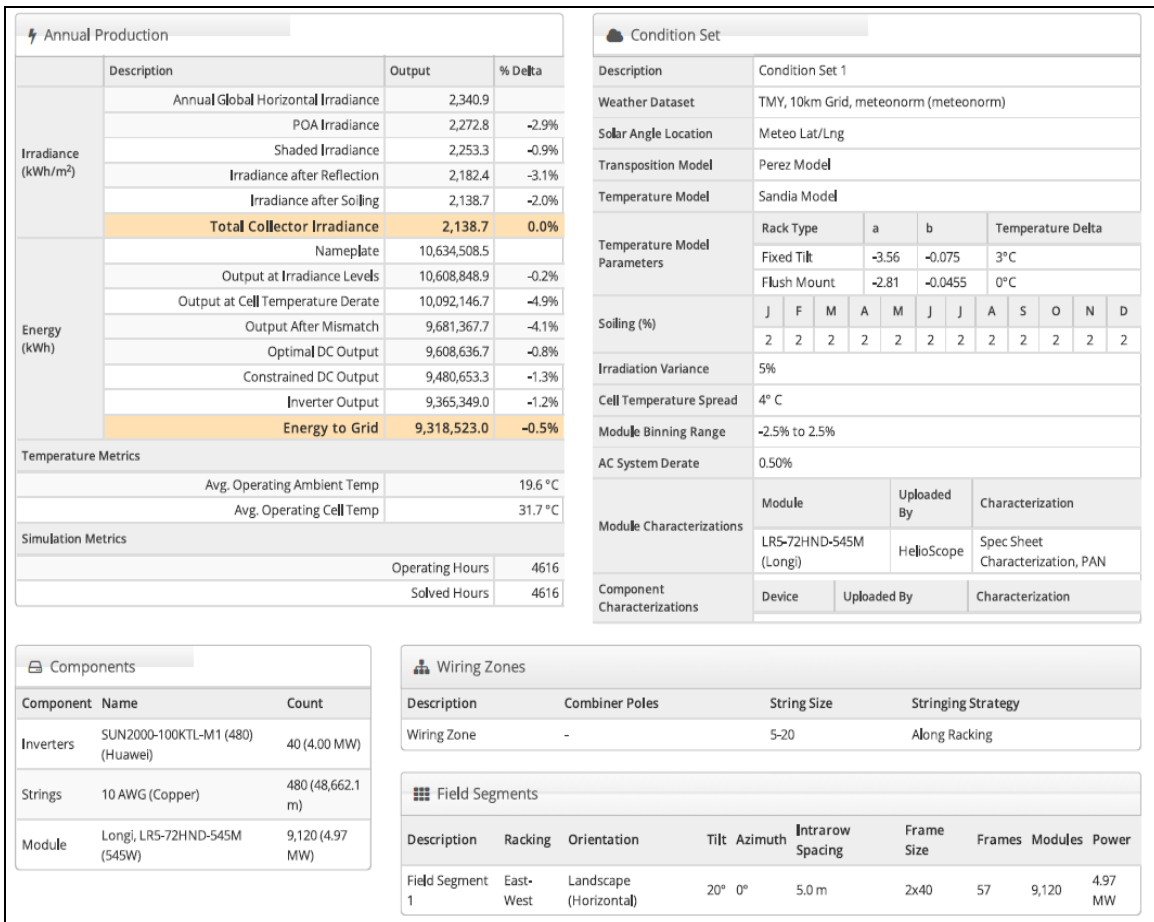 Annual Production
Description Output % Delta
Irradiance (kWh/m²)
Annual Global Horizontal Irradiance 2,340.9
POA Irradiance 2,272.8 -2.9%
Shaded Irradiance 2,253.3 -0.9%
Irradiance after Reflection 2,182.4 -3.1%
Irradiance after Soiling 2,138.7 -2.0%
Total Collector Irradiance 2,138.7 0.0%
Energy (kWh)
Nameplate 10,634,508.5
Output at Irradiance Levels 10,608,848.9 -0.2%
Output at Cell Temperature Derate 10,092,146.7 -4.9%
Output After Mismatch 9,681,367.7 -4.1%
Optimal DC Output 9,608,636.7 -0.8%
Constrained DC Output 9,480,653.3 -1.3%
Inverter Output 9,365,349.0 -1.2%
Energy to Grid 9,318,523.0 -0.5%
Temperature Metrics
Avg. Operating Ambient Temp 19.6 °C
Avg. Operating Cell Temp 31.7 °C
Simulation Metrics
Operating Hours 4616
Solved Hours 4616
Condition Set
Description Condition Set 1
Weather Dataset TMY, 10km Grid, meteonorm (meteonorm)
Solar Angle Location Meteo Lat/Lng
Transposition Model Perez Model
Temperature Model Sandia Model
Temperature Model Parameters
Rack Type a b Temperature Delta
Fixed Tilt -3.56 -0.075 3°C
Flush Mount -2.81 -0.0455 0°C
Soiling (%)
J F M A M J J A S O N D
2 2 2 2 2 2 2 2 2 2 2 2
Irradiation Variance 5%
Cell Temperature Spread 4° C
Module Binning Range -2.5% to 2.5%
AC System Derate 0.50%
Module Characterizations
Module Uploaded By Characterization
LR5-72HND-545M (Longi) HelioScope Spec Sheet Characterization, PAN
Component Characterizations
Device Uploaded By Characterization
Components
Component Name Count
Inverters SUN2000-100KTL-M1 (480) (Huawei) 40 (4.00 MW)
Strings 10 AWG (Copper) 480 (48,662.1 m)
Module Longi, LR5-72HND-545M (545W) 9,120 (4.97 MW)
Wiring Zones
Description Combiner Poles String Size Stringing Strategy
Wiring Zone - 5-20 Along Racking
Field Segments
Description Racking Orientation Tilt Azimuth Intrarow Spacing Frame Size Frames Modules Power
Field Segment 1 East-West Landscape (Horizontal) 20° 0° 5.0 m 2x40 57 9,120 4.97 MW